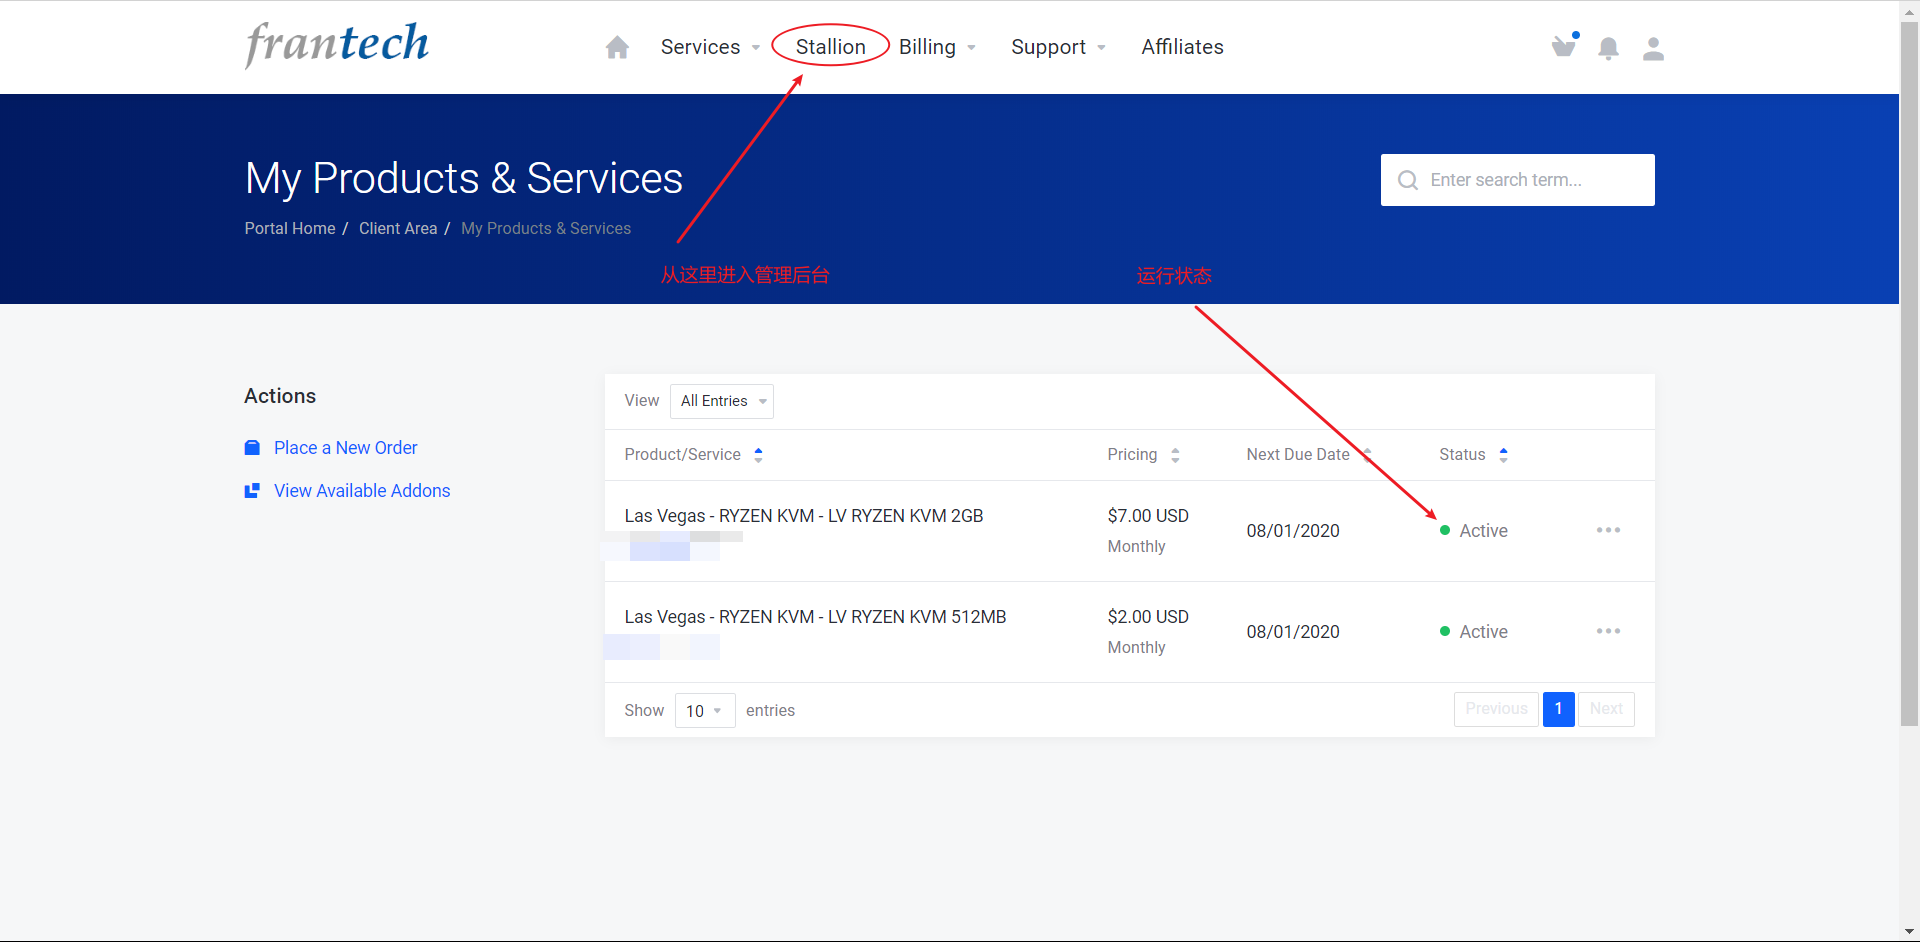 frantech
Services
Stallion
Billing
Support
Affiliates
My Products & Services
Portal Home / Client Area / My Products & Services
Enter search term...
从这里进入管理后台
运行状态
Actions
Place a New Order
View Available Addons
View All Entries
Product/Service Pricing Next Due Date Status
Las Vegas - RYZEN KVM - LV RYZEN KVM 2GB
$7.00 USD
Monthly
08/01/2020
Active
Las Vegas - RYZEN KVM - LV RYZEN KVM 512MB
$2.00 USD
Monthly
08/01/2020
Active
Show 10 entries
Previous 1 Next